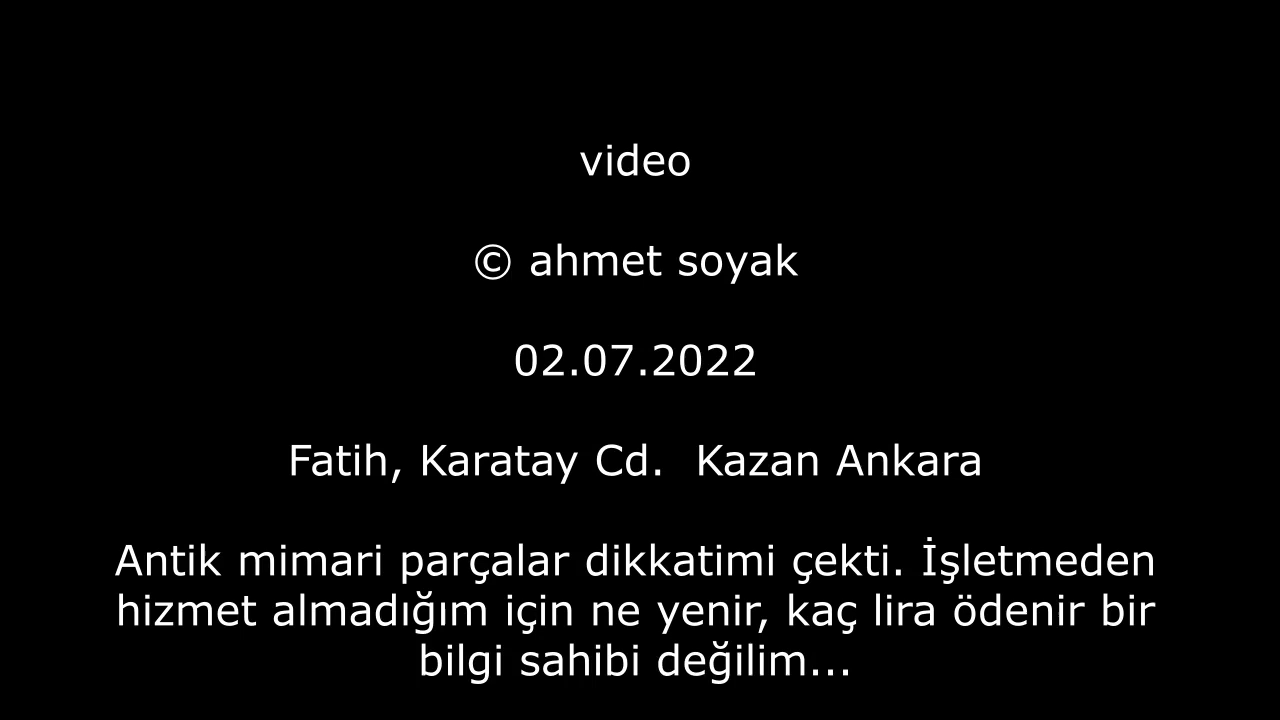 video
© ahmet soyak
02.07.2022
Fatih, Karatay Cd.  Kazan Ankara
Antik mimari parçalar dikkatimi çekti. İşletmeden
hizmet almadığım için ne yenir, kaç lira ödenir bir
bilgi sahibi değilim...